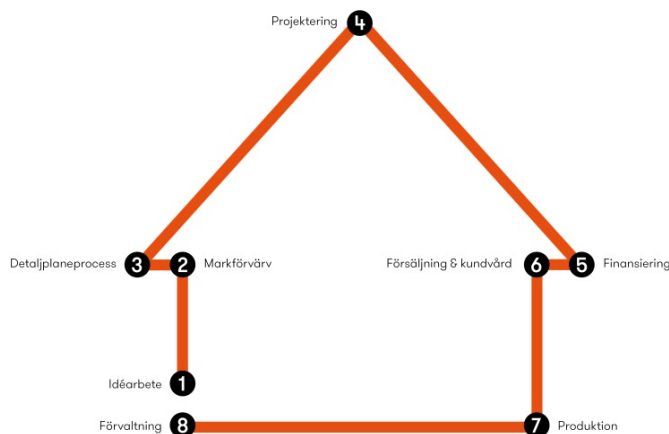 Projektering 4
Detaljplaneprocess 3 2 Markförvärv
Försäljning & kundvård 6 5 Finansiering
Idéarbete 1
Förvaltning 8
7 Produktion